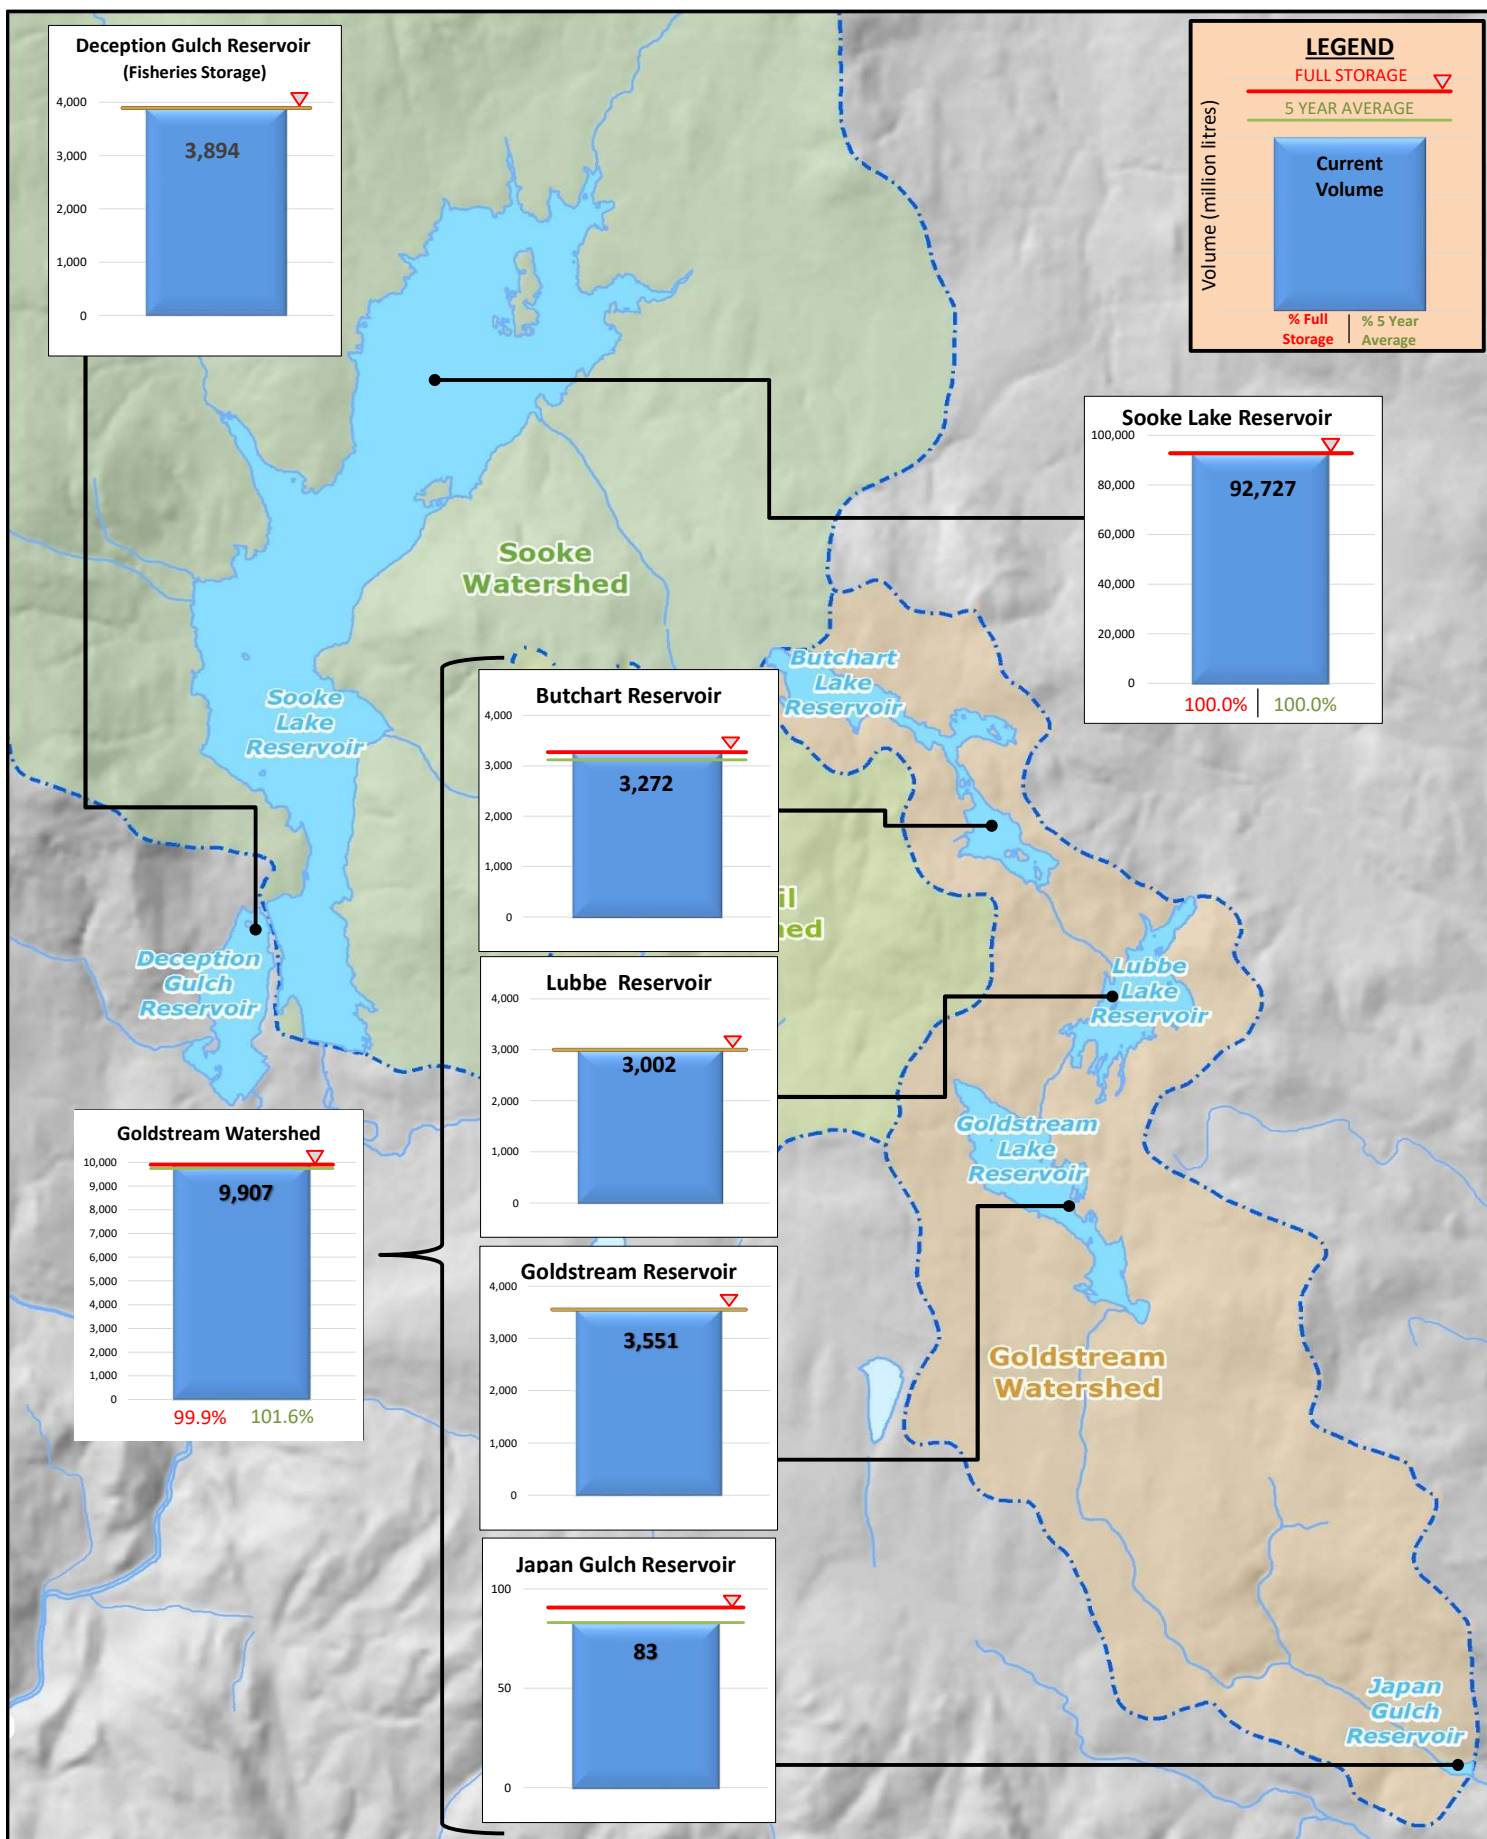 Deception Gulch Reservoir
(Fisheries Storage)
4,000
3,000
2,000
1,000
0
3,894
LEGEND
FULL STORAGE
5 YEAR AVERAGE
Volume (million litres)
Current
Volume
% Full
Storage
% 5 Year
Average
Sooke Lake Reservoir
100,000
80,000
60,000
40,000
20,000
0
92,727
100.0%
100.0%
Sooke
Watershed
Sooke
Lake
Reservoir
Butchart
Lake
Reservoir
Butchart Reservoir
4,000
3,000
2,000
1,000
0
3,272
il
ed
Deception
Gulch
Reservoir
Lubbe Reservoir
4,000
3,000
2,000
1,000
0
3,002
Lubbe
Lake
Reservoir
Goldstream Watershed
10,000
9,000
8,000
7,000
6,000
5,000
4,000
3,000
2,000
1,000
0
9,907
99.9%
101.6%
Goldstream
Lake
Reservoir
Goldstream Reservoir
4,000
3,000
2,000
1,000
0
3,551
Goldstream
Watershed
Japan Gulch Reservoir
100
50
0
83
Japan
Gulch
Reservoir